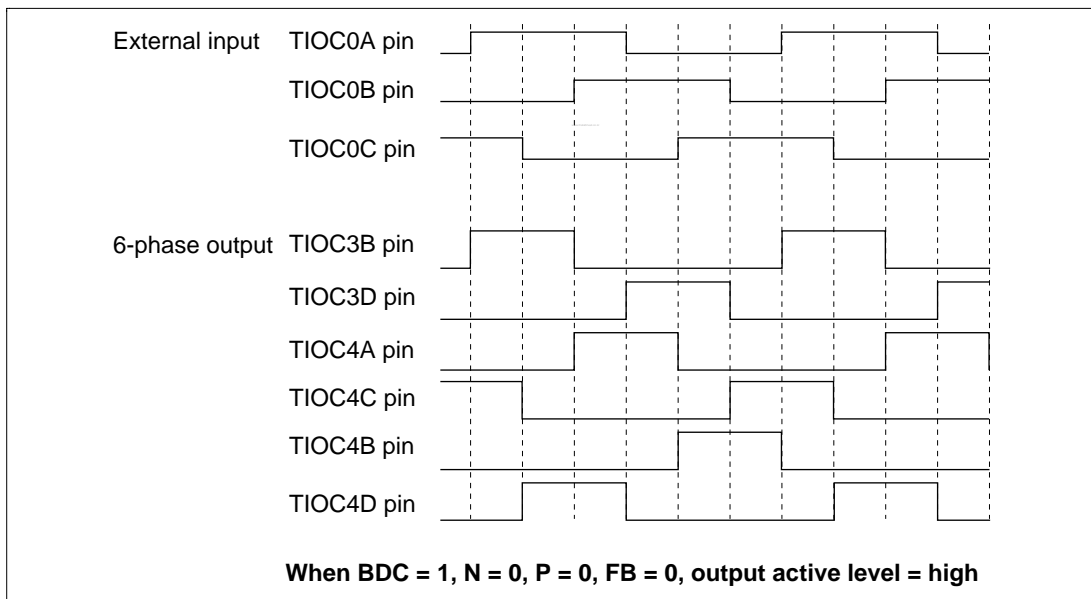 External input TIOC0A pin
TIOC0B pin
TIOC0C pin
6-phase output TIOC3B pin
TIOC3D pin
TIOC4A pin
TIOC4C pin
TIOC4B pin
TIOC4D pin
When BDC = 1, N = 0, P = 0, FB = 0, output active level = high